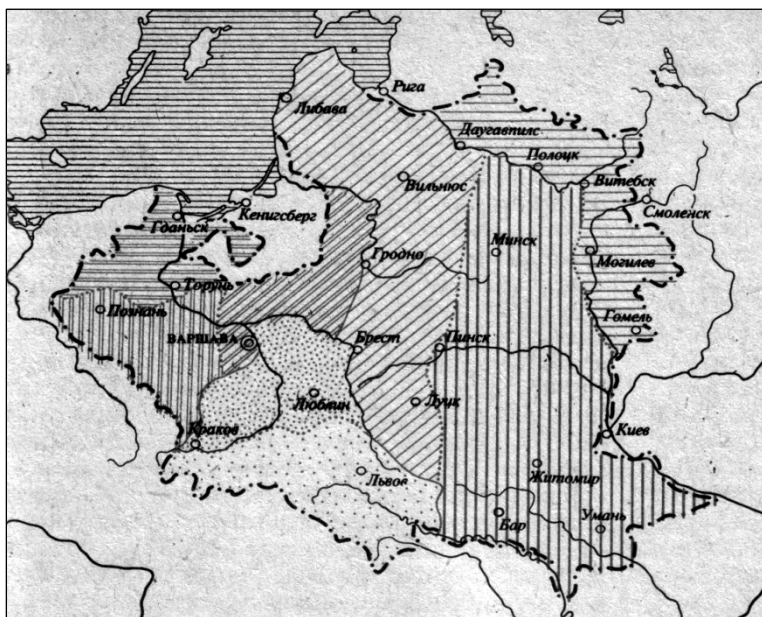 Рига
Либава
Даугавпилс
Полоцк
Вильнюс
Витебск
Смоленск
Кенигсберг
Гданьск
Минск
Могилев
Гродно
Торунь
Познань
Гомель
ВАРШАВА
Брест
Пинск
Люблин
Луцк
Краков
Киев
Львов
Житомир
Бар
Умань